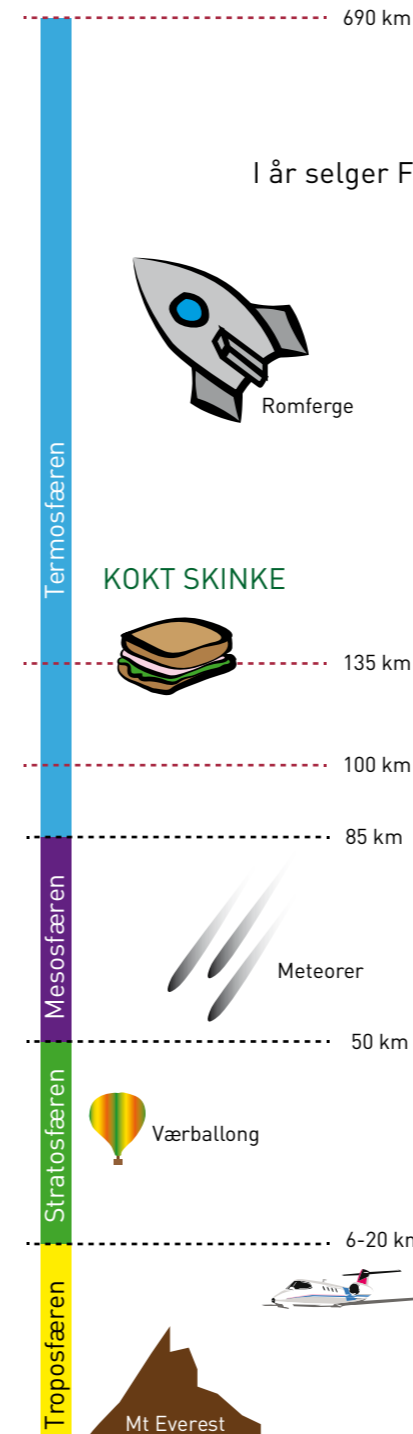 690 km
I år selger F
Romferge
Termosfæren
KOKT SKINKE
135 km
100 km
85 km
Mesosfæren
Meteorer
50 km
Stratosfæren
Værballong
6-20 km
Troposfæren
Mt Everest